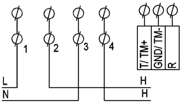 1 2 3 4
T/TM+
GND/TM-
R
L H
N H